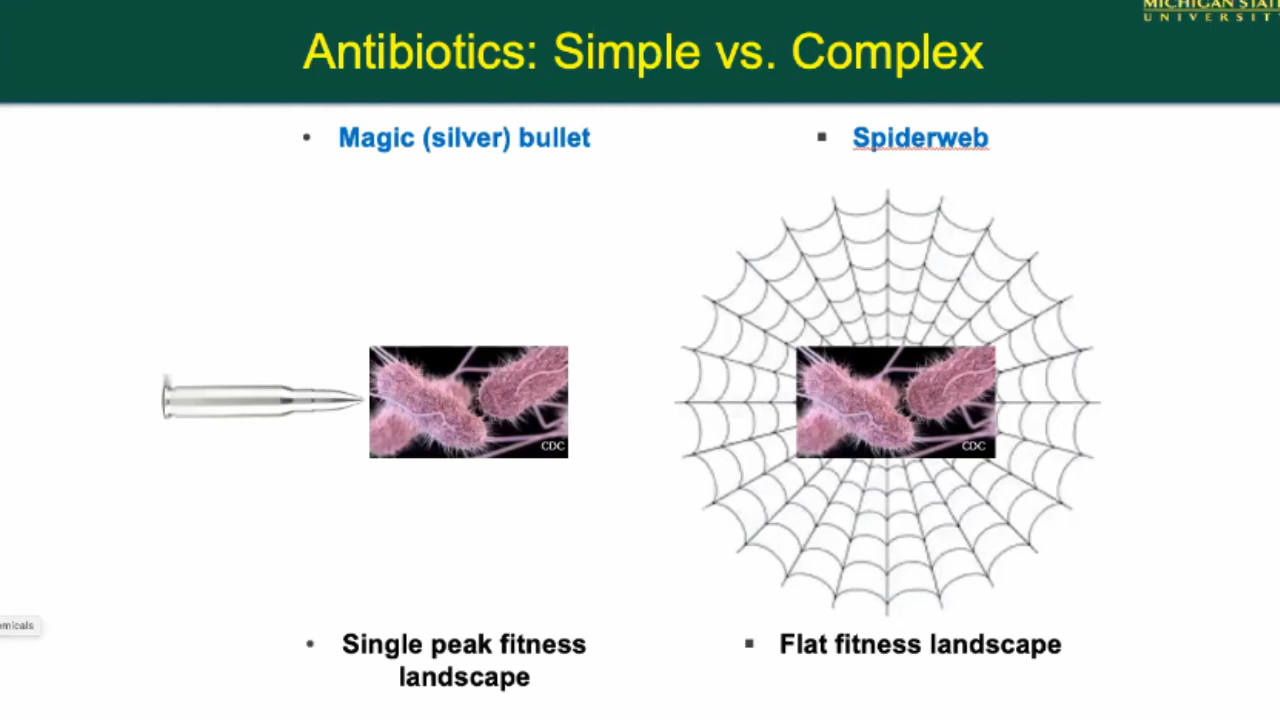 MICHIGAN STATE
UNIVERSITY
Antibiotics: Simple vs. Complex
• Magic (silver) bullet
▪ Spiderweb
CDC
CDC
emicals
• Single peak fitness
landscape
▪ Flat fitness landscape